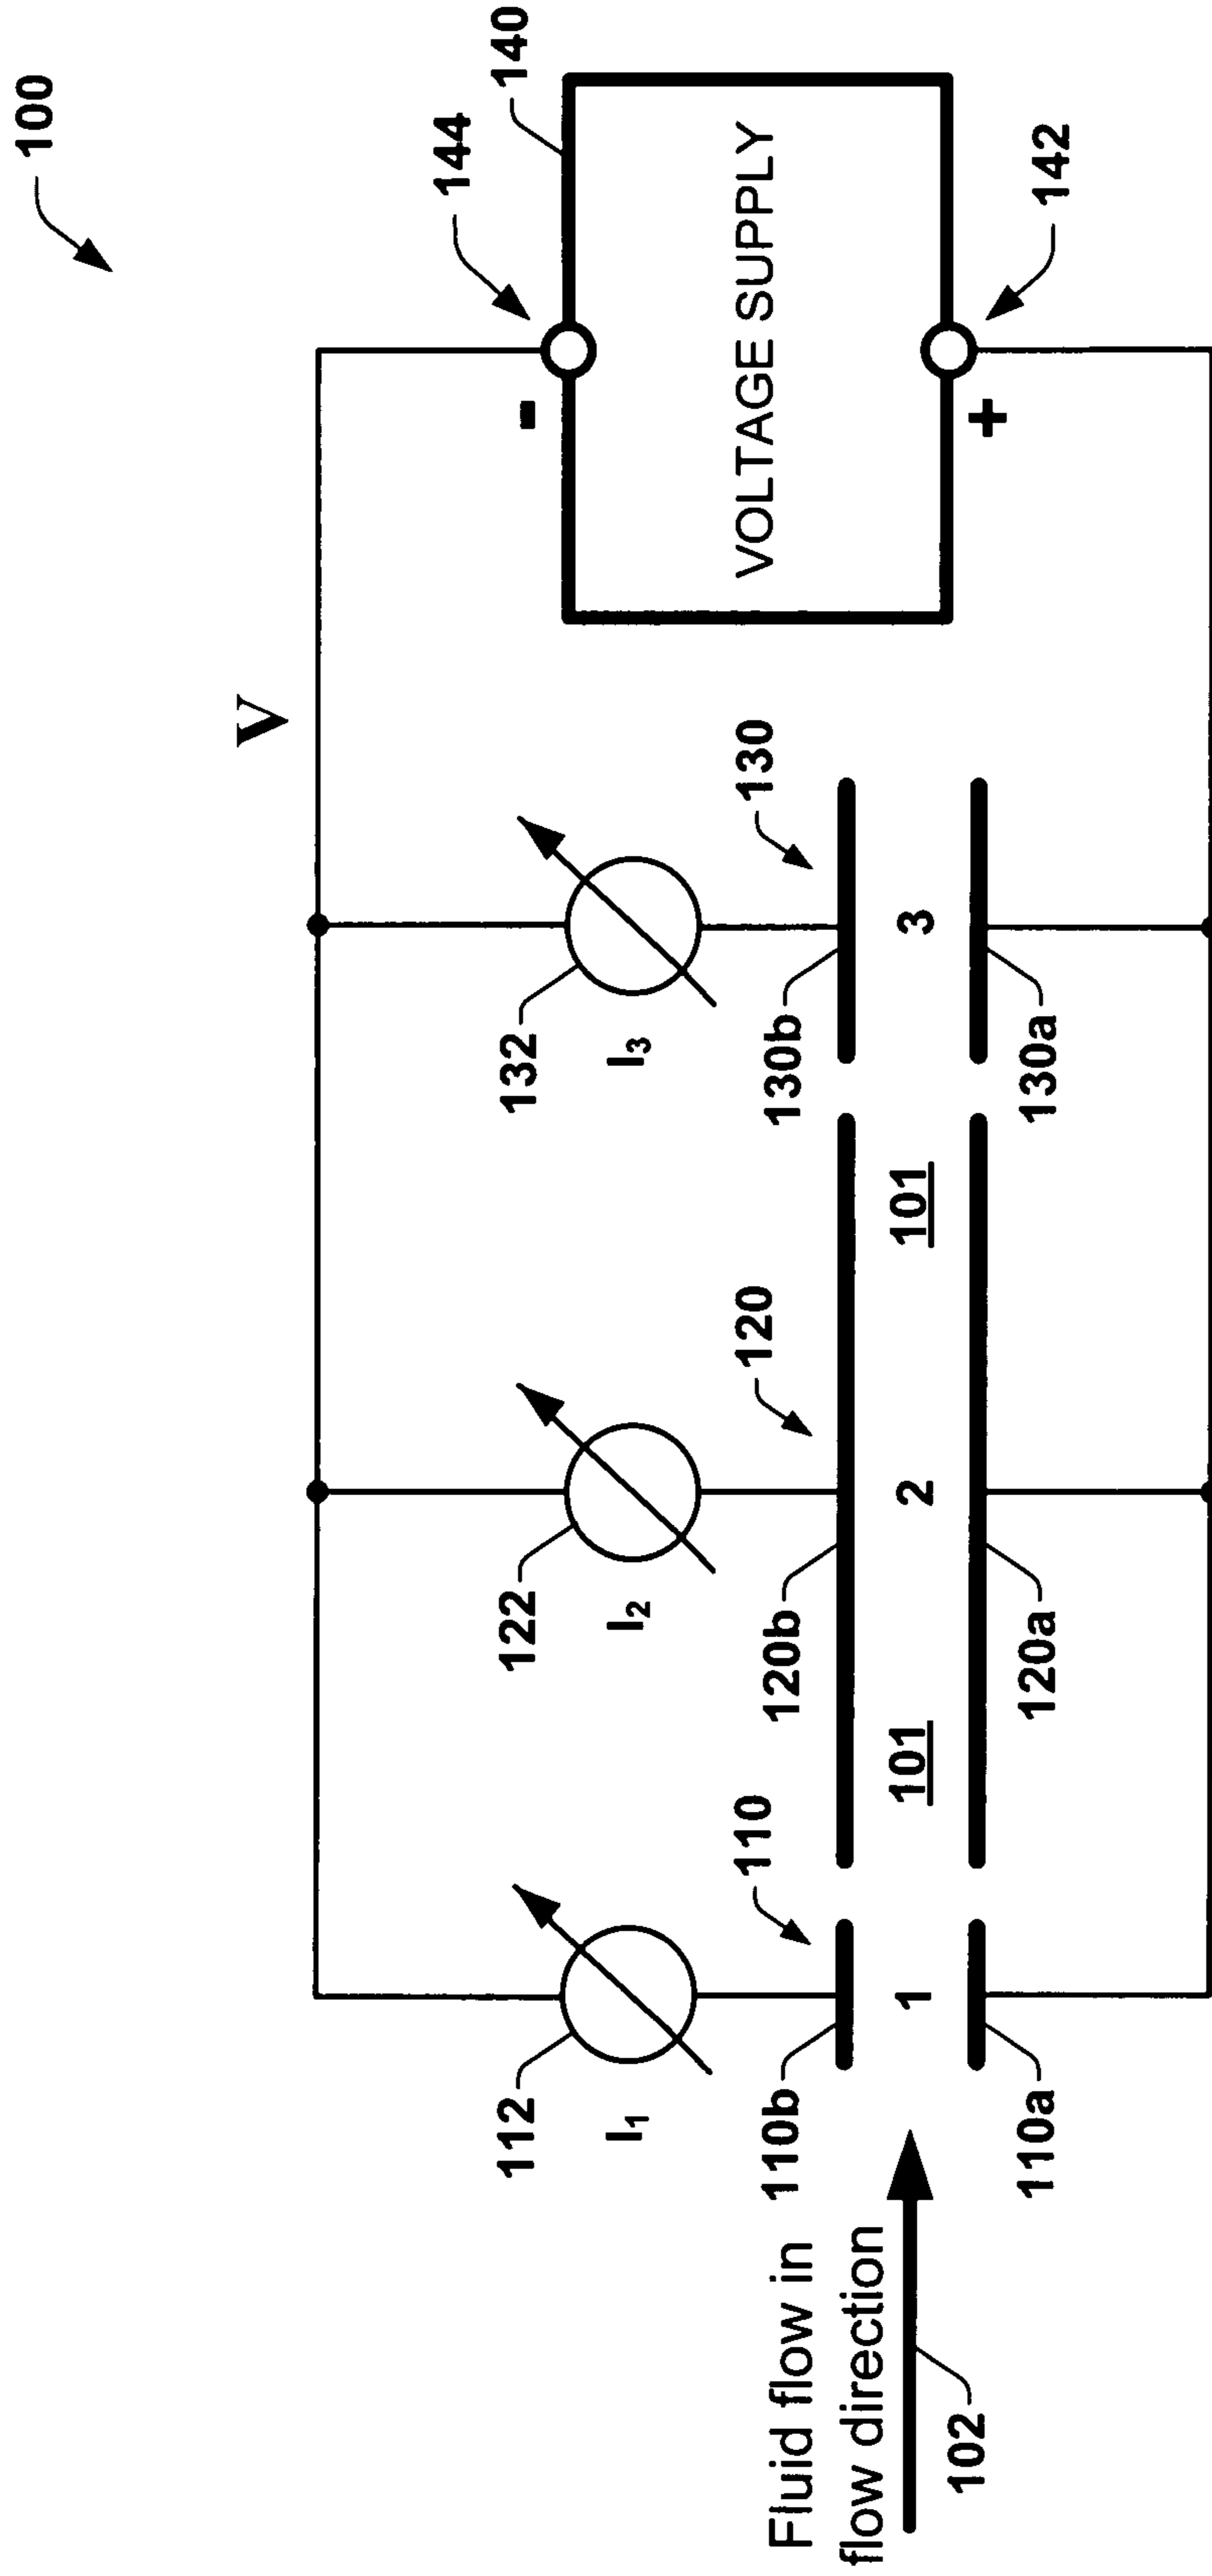 100
V
144
140
-
VOLTAGE SUPPLY
+
142
112
I₁
122
I₂
132
I₃
110
110b
1
110a
120
120b
2
120a
101
101
130
130b
3
130a
Fluid flow in
flow direction
102